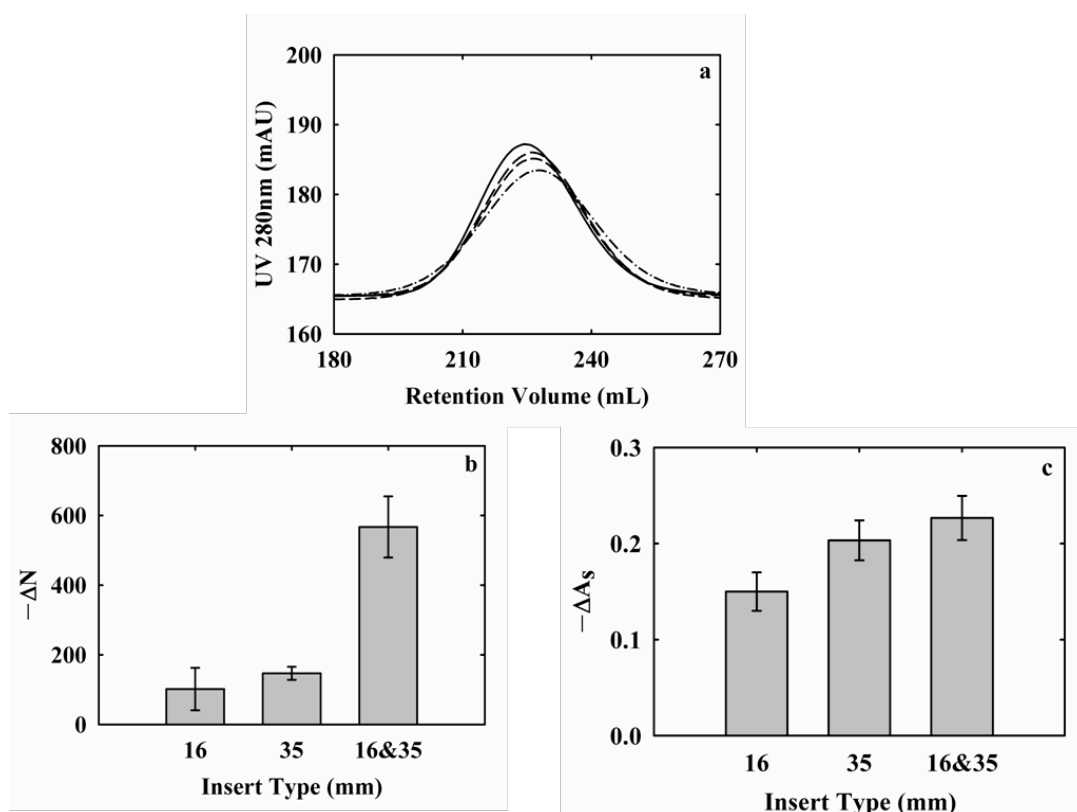 a
UV 280nm (mAU)
200
190
180
170
160
180 210 240 270
Retention Volume (mL)
b
−ΔN
800
600
400
200
0
16 35 16&35
Insert Type (mm)
c
−ΔAs
0.3
0.2
0.1
0.0
16 35 16&35
Insert Type (mm)